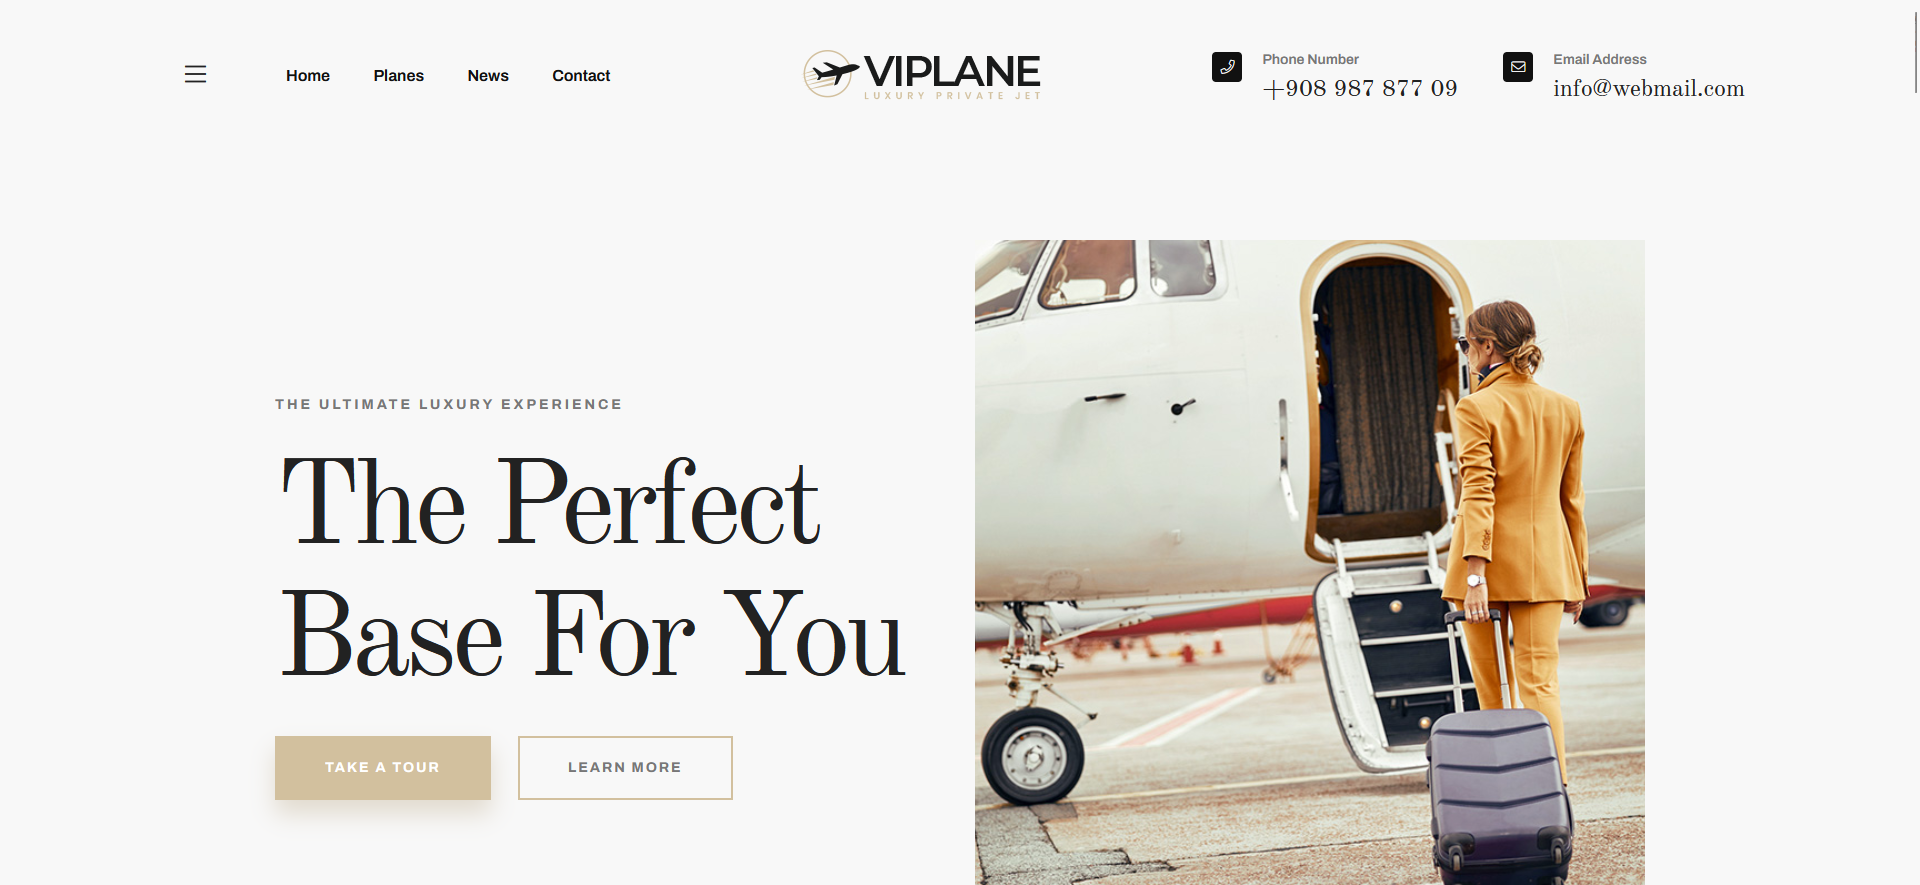 Home Planes News Contact
VIPLANE
LUXURY PRIVATE JET
Phone Number
+908 987 877 09
Email Address
info@webmail.com
THE ULTIMATE LUXURY EXPERIENCE
The Perfect
Base For You
TAKE A TOUR
LEARN MORE